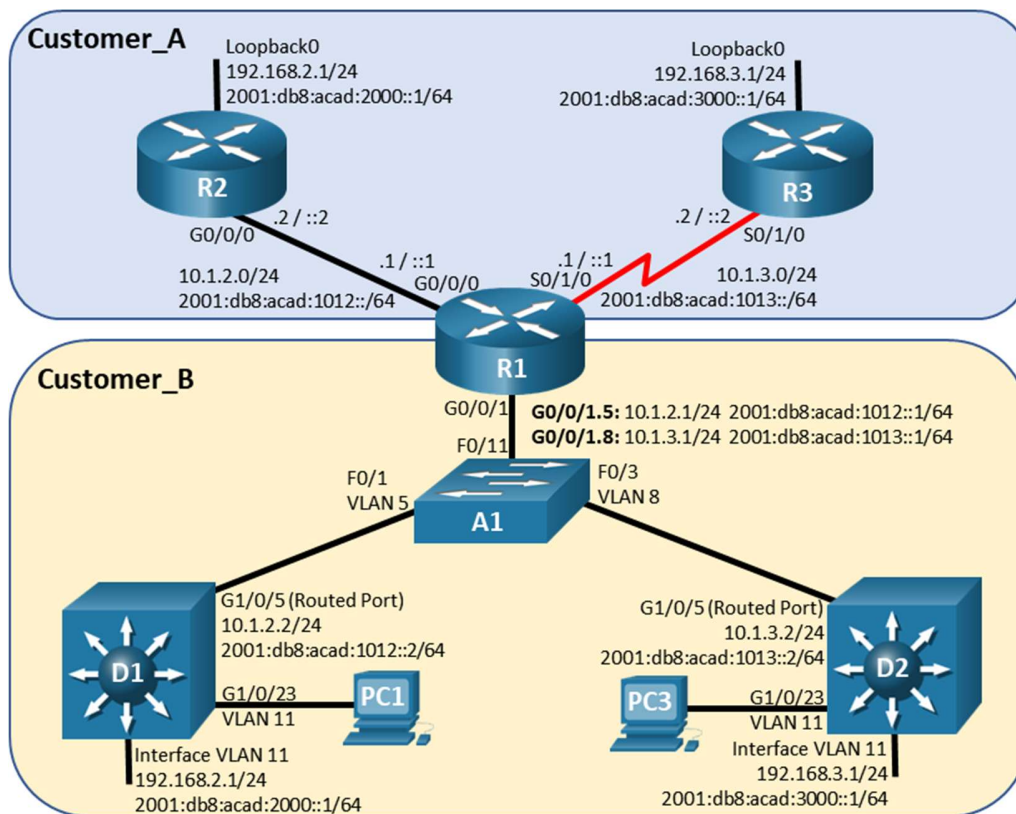 Customer_A
Loopback0
192.168.2.1/24
2001:db8:acad:2000::1/64
Loopback0
192.168.3.1/24
2001:db8:acad:3000::1/64
R2
R3
.2 / ::2
G0/0/0
.2 / ::2
S0/1/0
10.1.2.0/24
2001:db8:acad:1012::/64
.1 / ::1
G0/0/0
.1 / ::1
S0/1/0
10.1.3.0/24
2001:db8:acad:1013::/64
R1
Customer_B
G0/0/1
G0/0/1.5: 10.1.2.1/24 2001:db8:acad:1012::1/64
G0/0/1.8: 10.1.3.1/24 2001:db8:acad:1013::1/64
F0/11
F0/1
VLAN 5
F0/3
VLAN 8
A1
G1/0/5 (Routed Port)
10.1.2.2/24
2001:db8:acad:1012::2/64
G1/0/5 (Routed Port)
10.1.3.2/24
2001:db8:acad:1013::2/64
D1
D2
G1/0/23
VLAN 11
PC1
PC3
G1/0/23
VLAN 11
Interface VLAN 11
192.168.2.1/24
2001:db8:acad:2000::1/64
Interface VLAN 11
192.168.3.1/24
2001:db8:acad:3000::1/64